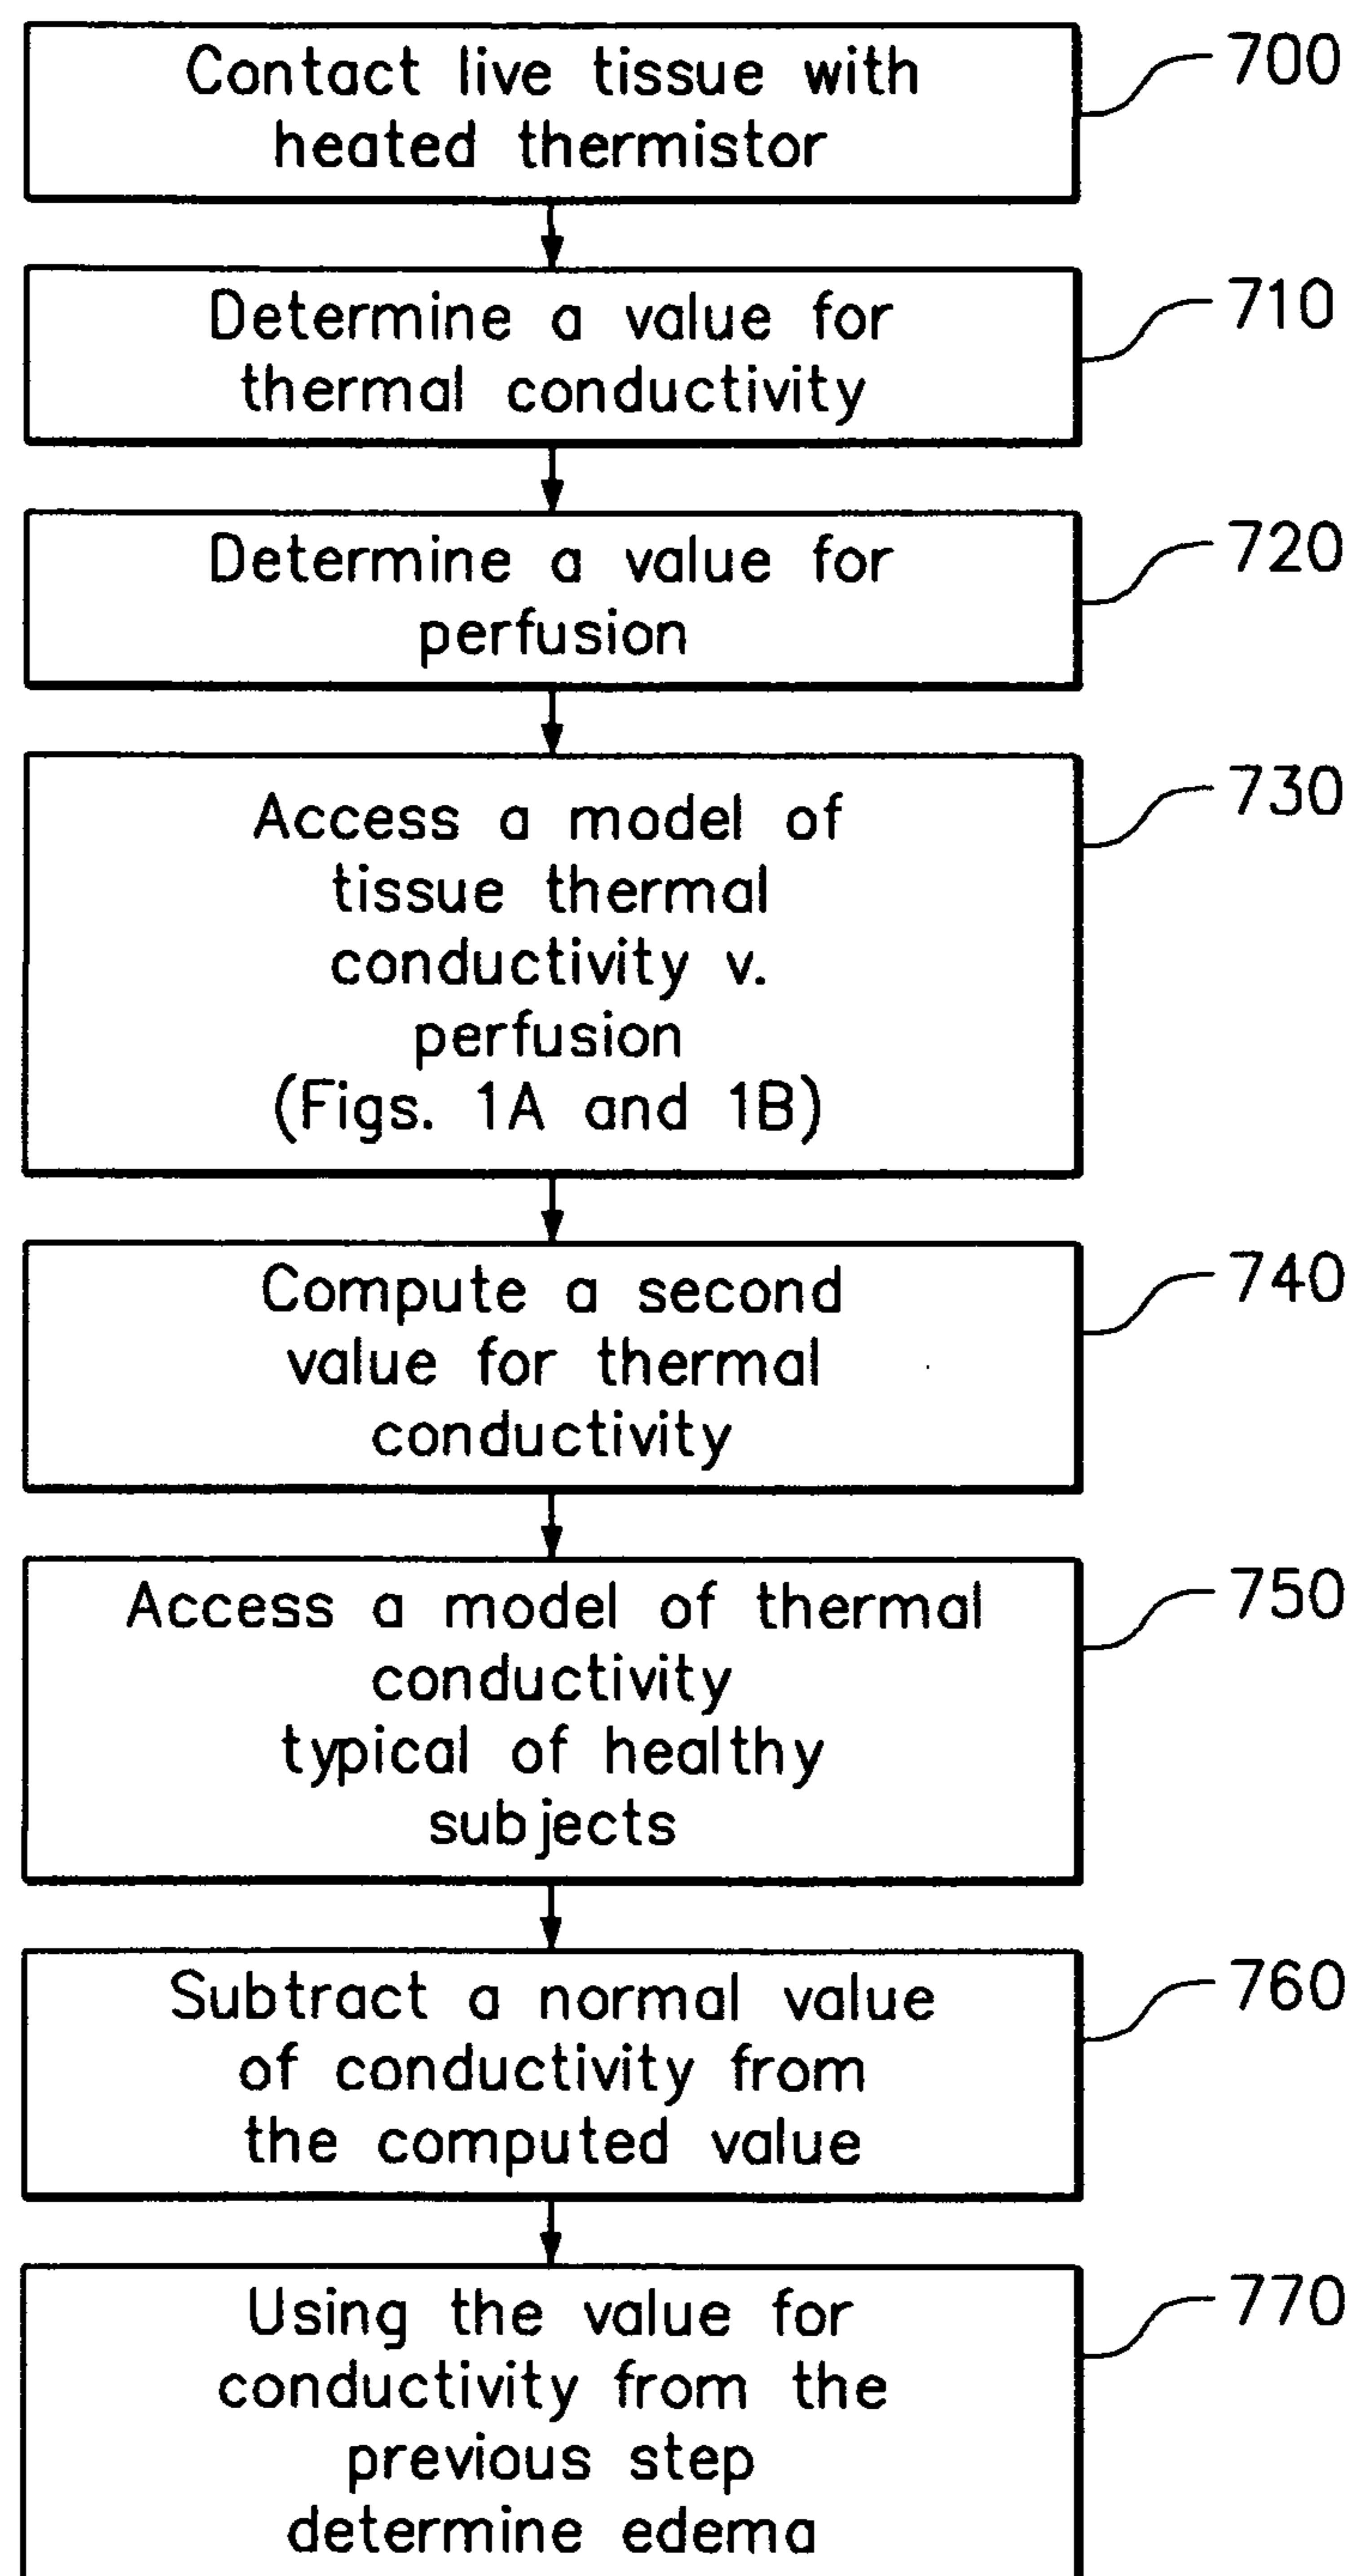 Contact live tissue with
heated thermistor
700
Determine a value for
thermal conductivity
710
Determine a value for
perfusion
720
Access a model of
tissue thermal
conductivity v.
perfusion
(Figs. 1A and 1B)
730
Compute a second
value for thermal
conductivity
740
Access a model of thermal
conductivity
typical of healthy
subjects
750
Subtract a normal value
of conductivity from
the computed value
760
Using the value for
conductivity from the
previous step
determine edema
770